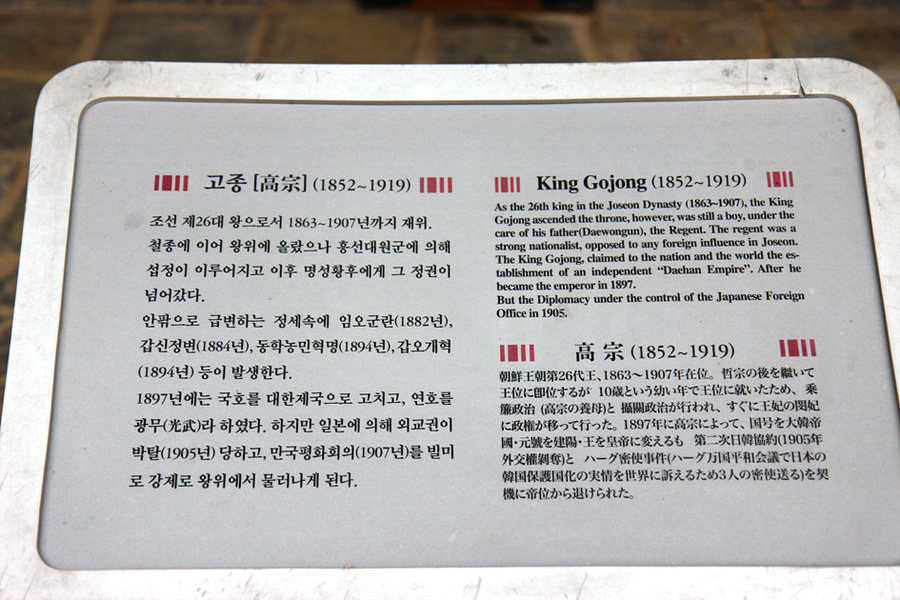 고종 [高宗] (1852~1919)
조선 제26대 왕으로서 1863~1907년까지 재위.
철종에 이어 왕위에 올랐으나 흥선대원군에 의해
섭정이 이루어지고 이후 명성황후에게 그 정권이
넘어갔다.
안팎으로 급변하는 정세속에 임오군란(1882년),
갑신정변(1884년), 동학농민혁명(1894년), 갑오개혁
(1894년) 등이 발생한다.
1897년에는 국호를 대한제국으로 고치고, 연호를
광무(光武)라 하였다. 하지만 일본에 의해 외교권이
박탈(1905년) 당하고, 만국평화회의(1907년)를 빌미
로 강제로 왕위에서 물러나게 된다.
King Gojong (1852~1919)
As the 26th king in the Joseon Dynasty (1863~1907), the King
Gojong ascended the throne, however, was still a boy, under the
care of his father(Daewongun), the Regent. The regent was a
strong nationalist, opposed to any foreign influence in Joseon.
The King Gojong, claimed to the nation and the world the es-
tablishment of an independent “Daehan Empire”. After he
became the emperor in 1897.
But the Diplomacy under the control of the Japanese Foreign
Office in 1905.
高 宗 (1852~1919)
朝鮮王朝第26代王、1863~1907年在位。哲宗の後を継いて
王位に即位するが 10歳という幼い年で王位に就いたため、乗
簾政治 (高宗の養母)と 攝關政治が行われ、すぐに王妃の閔妃
に政権が移って行った。1897年に高宗によって、国号を大韓帝
國・元號を建陽・王を皇帝に変えるも 第二次日韓協約(1905年
外交權剝奪)と ハーグ密使事件(ハーグ万国平和会議で日本の
韓国保護国化の実情を世界に訴えるため3人の密使送る)を契
機に帝位から退けられた。